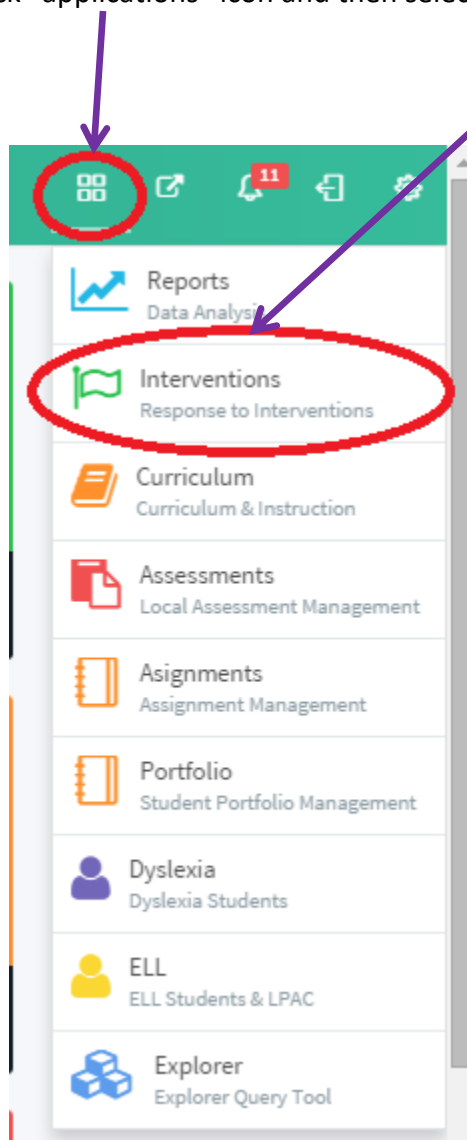 "applications" icon and then select
11
Reports
Data Analysis
Interventions
Response to Interventions
Curriculum
Curriculum & Instruction
Assessments
Local Assessment Management
Asignments
Assignment Management
Portfolio
Student Portfolio Management
Dyslexia
Dyslexia Students
ELL
ELL Students & LPAC
Explorer
Explorer Query Tool